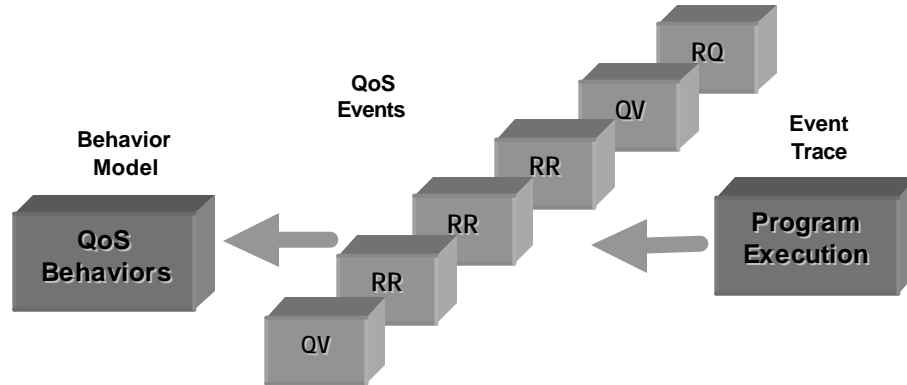 Behavior
Model
QoS
Behaviors
QoS
Events
RQ
QV
RR
RR
RR
QV
Event
Trace
Program
Execution